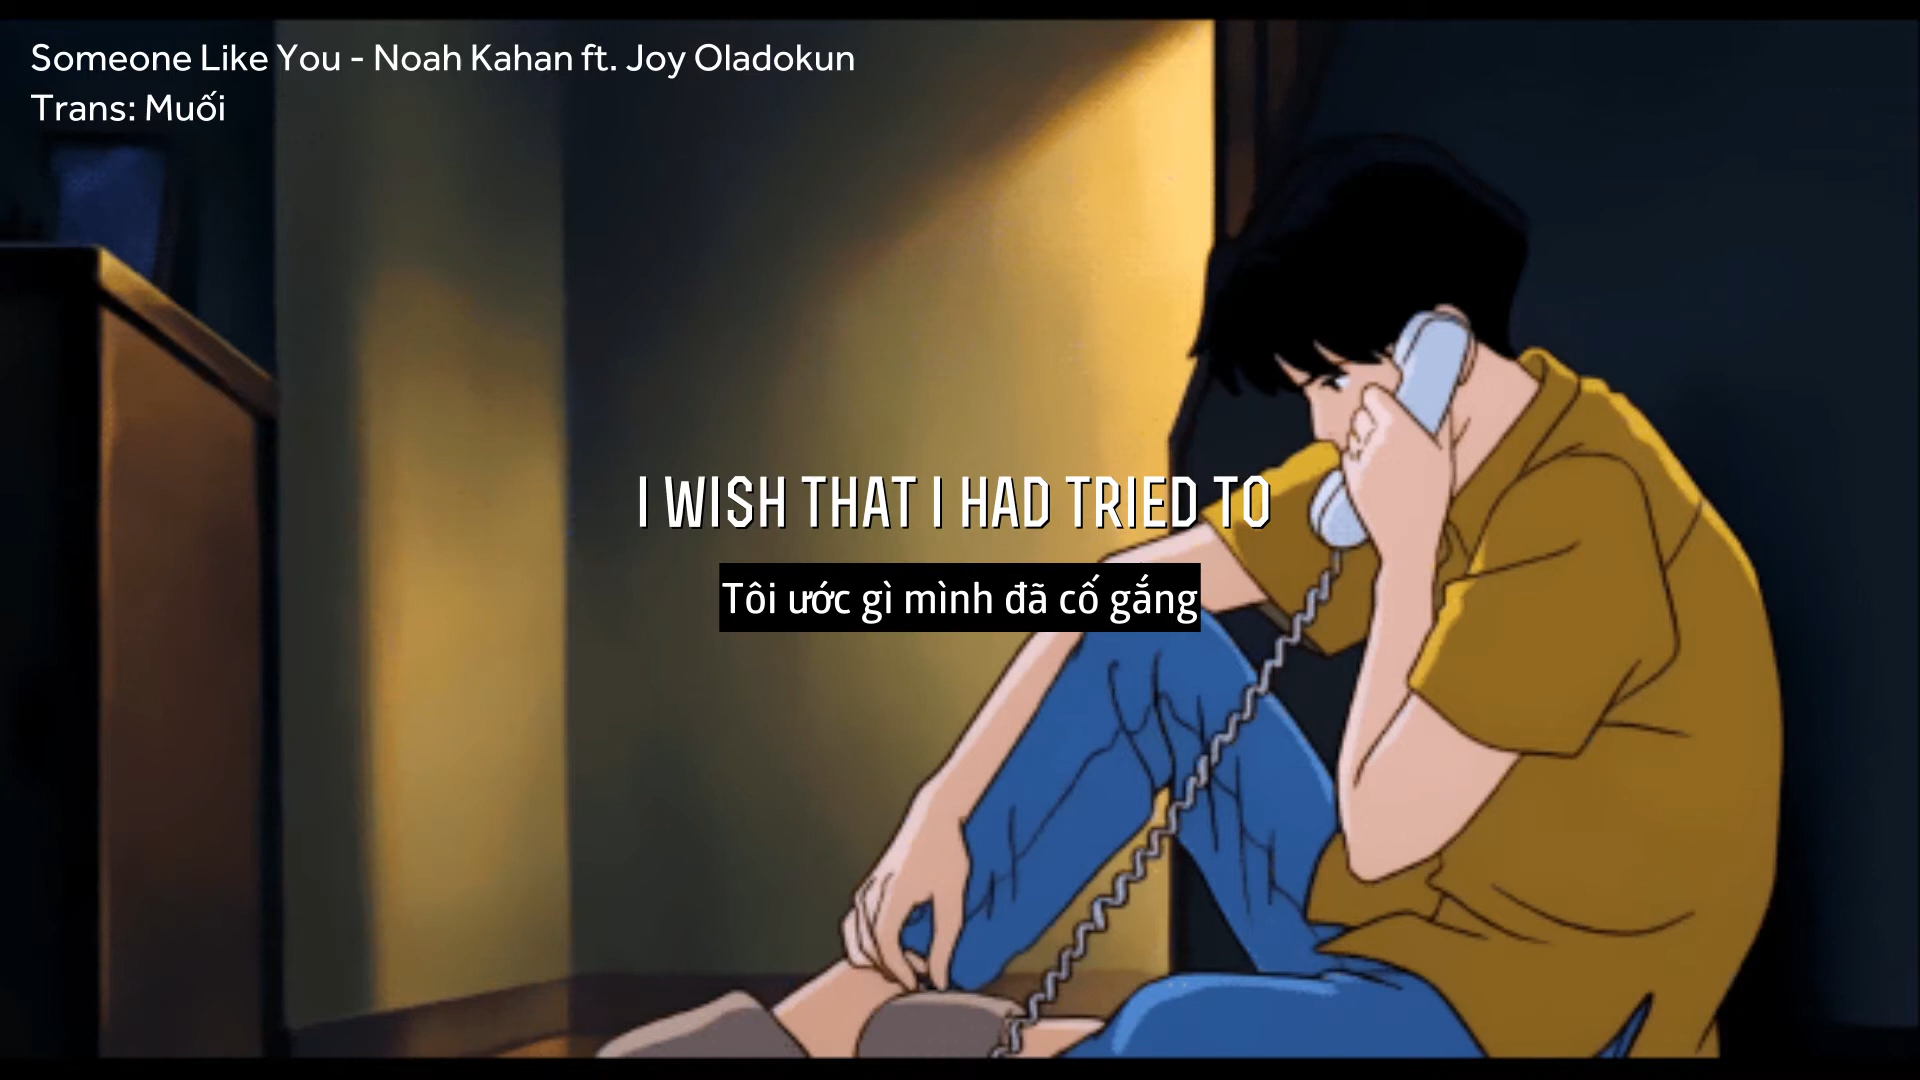 Someone Like You - Noah Kahan ft. Joy Oladokun
Trans: Muối
I WISH THAT I HAD TRIED TO
Tôi ước gì mình đã cố gắng